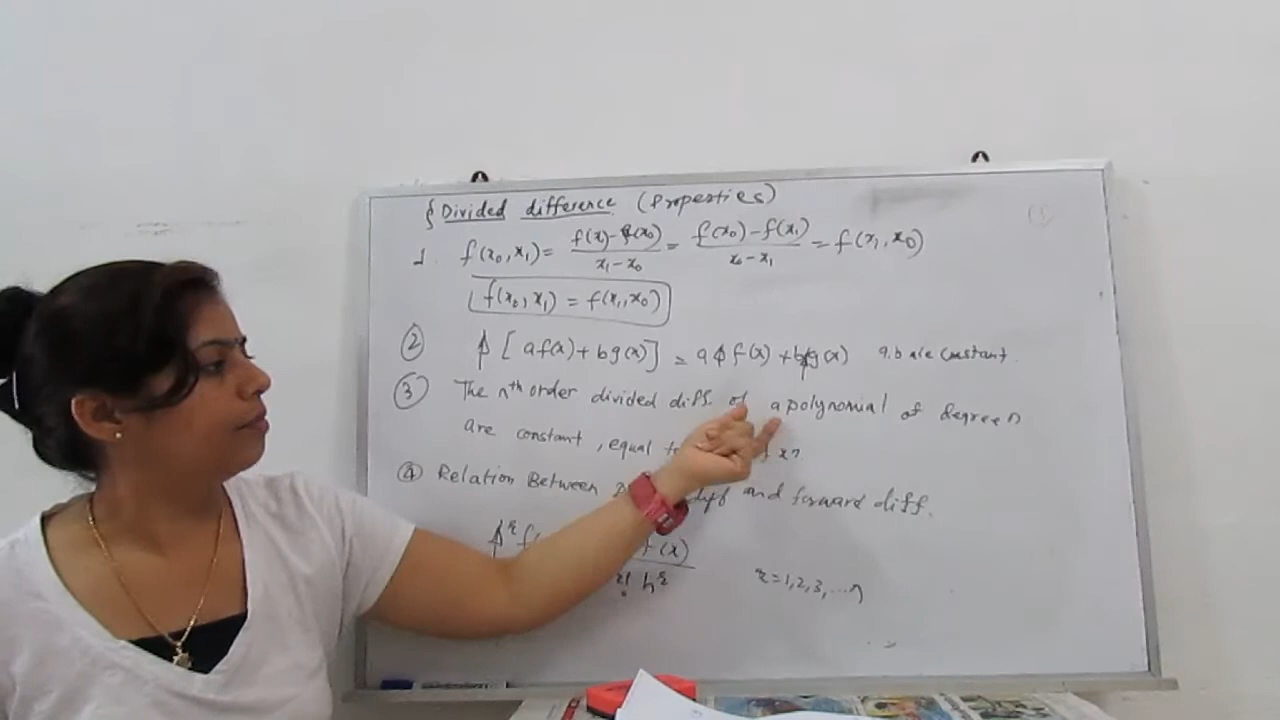 § Divided difference (Properties)
1. f(x₀,x₁) = f(x)-f(x₀) / x₁-x₀ = f(x₀)-f(x₁) / x₀-x₁ = f(x₁,x₀)
f(x₀,x₁) = f(x₁,x₀)
② ⍋ [af(x)+bg(x)] = a⍋f(x)+b⍋g(x) a.b are constant.
③ The nᵗʰ order divided diff. of a polynomial of degree n
are constant, equal xⁿ
④ Relation Between diff and forward diff.
f(x)
r! hʳ r=1,2,3,...n